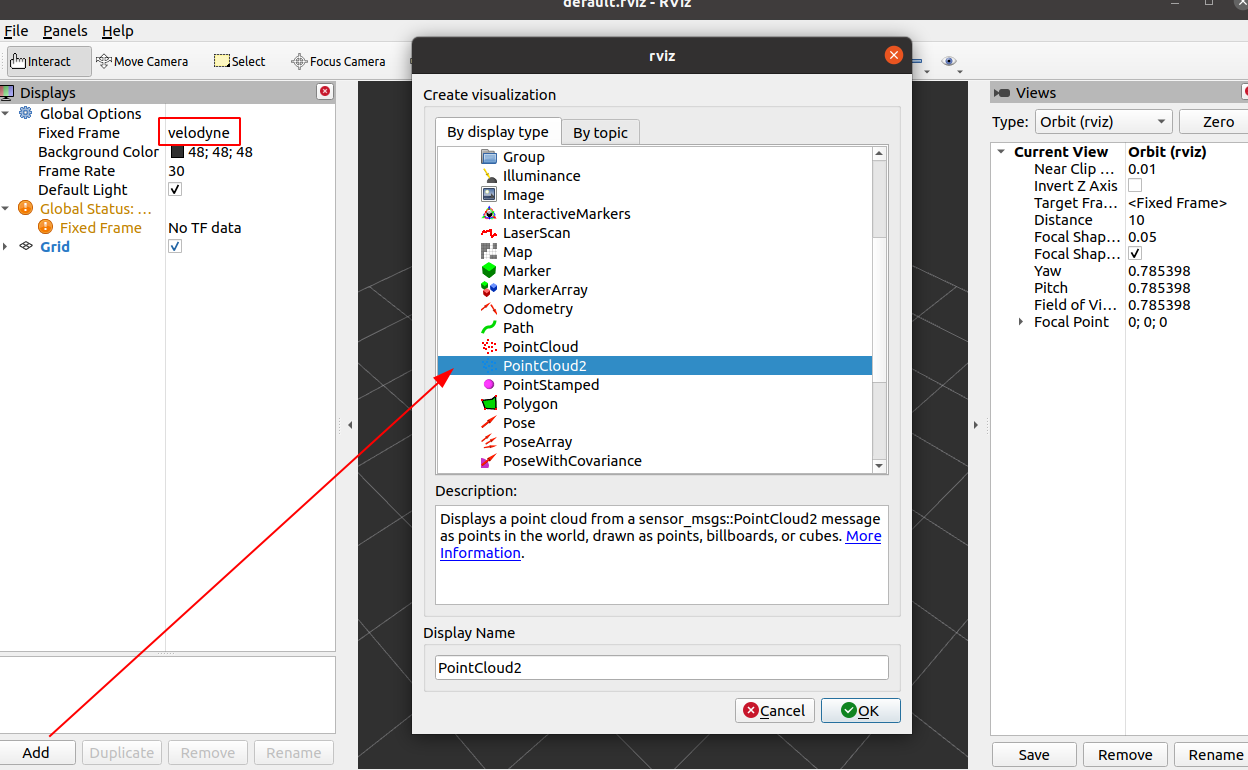 default.rviz - RViz
File Panels Help
Interact Move Camera Select Focus Camera
Displays
Global Options
Fixed Frame velodyne
Background Color 48; 48; 48
Frame Rate 30
Default Light
Global Status: ...
Fixed Frame No TF data
Grid
Add Duplicate Remove Rename
rviz
Create visualization
By display type By topic
Group
Illuminance
Image
InteractiveMarkers
LaserScan
Map
Marker
MarkerArray
Odometry
Path
PointCloud
PointCloud2
PointStamped
Polygon
Pose
PoseArray
PoseWithCovariance
Description:
Displays a point cloud from a sensor_msgs::PointCloud2 message
as points in the world, drawn as points, billboards, or cubes. More
Information.
Display Name
PointCloud2
Cancel OK
Views
Type: Orbit (rviz) Zero
Current View Orbit (rviz)
Near Clip ... 0.01
Invert Z Axis
Target Fra... <Fixed Frame>
Distance 10
Focal Shap... 0.05
Focal Shap...
Yaw 0.785398
Pitch 0.785398
Field of Vi... 0.785398
Focal Point 0; 0; 0
Save Remove Rename